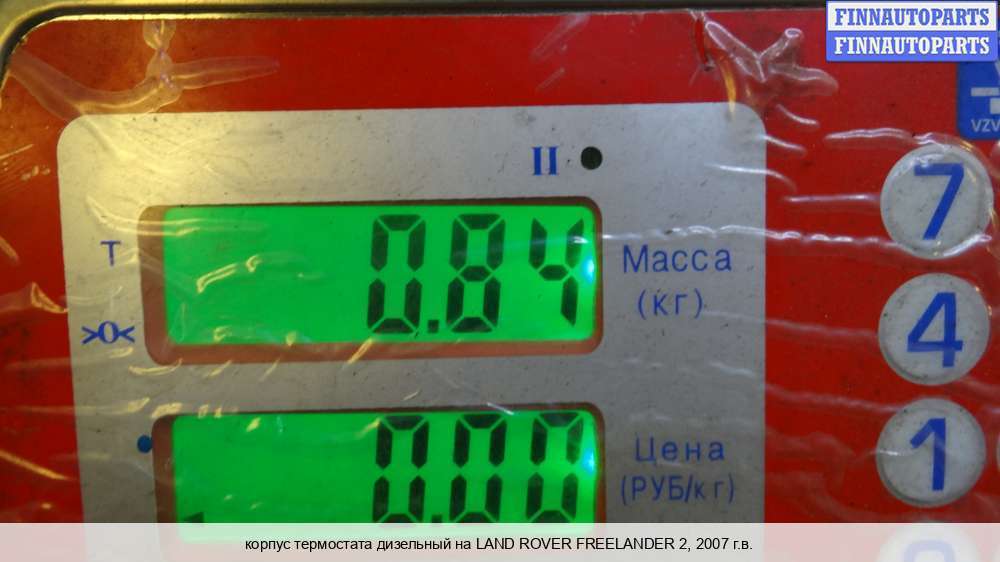 FINNAUTOPARTS
FINNAUTOPARTS
VZV
II
7
T
0.84
Масса
(кг)
>0<
4
0.00
Цена
(РУБ/кг)
1
корпус термостата дизельный на LAND ROVER FREELANDER 2, 2007 г.в.